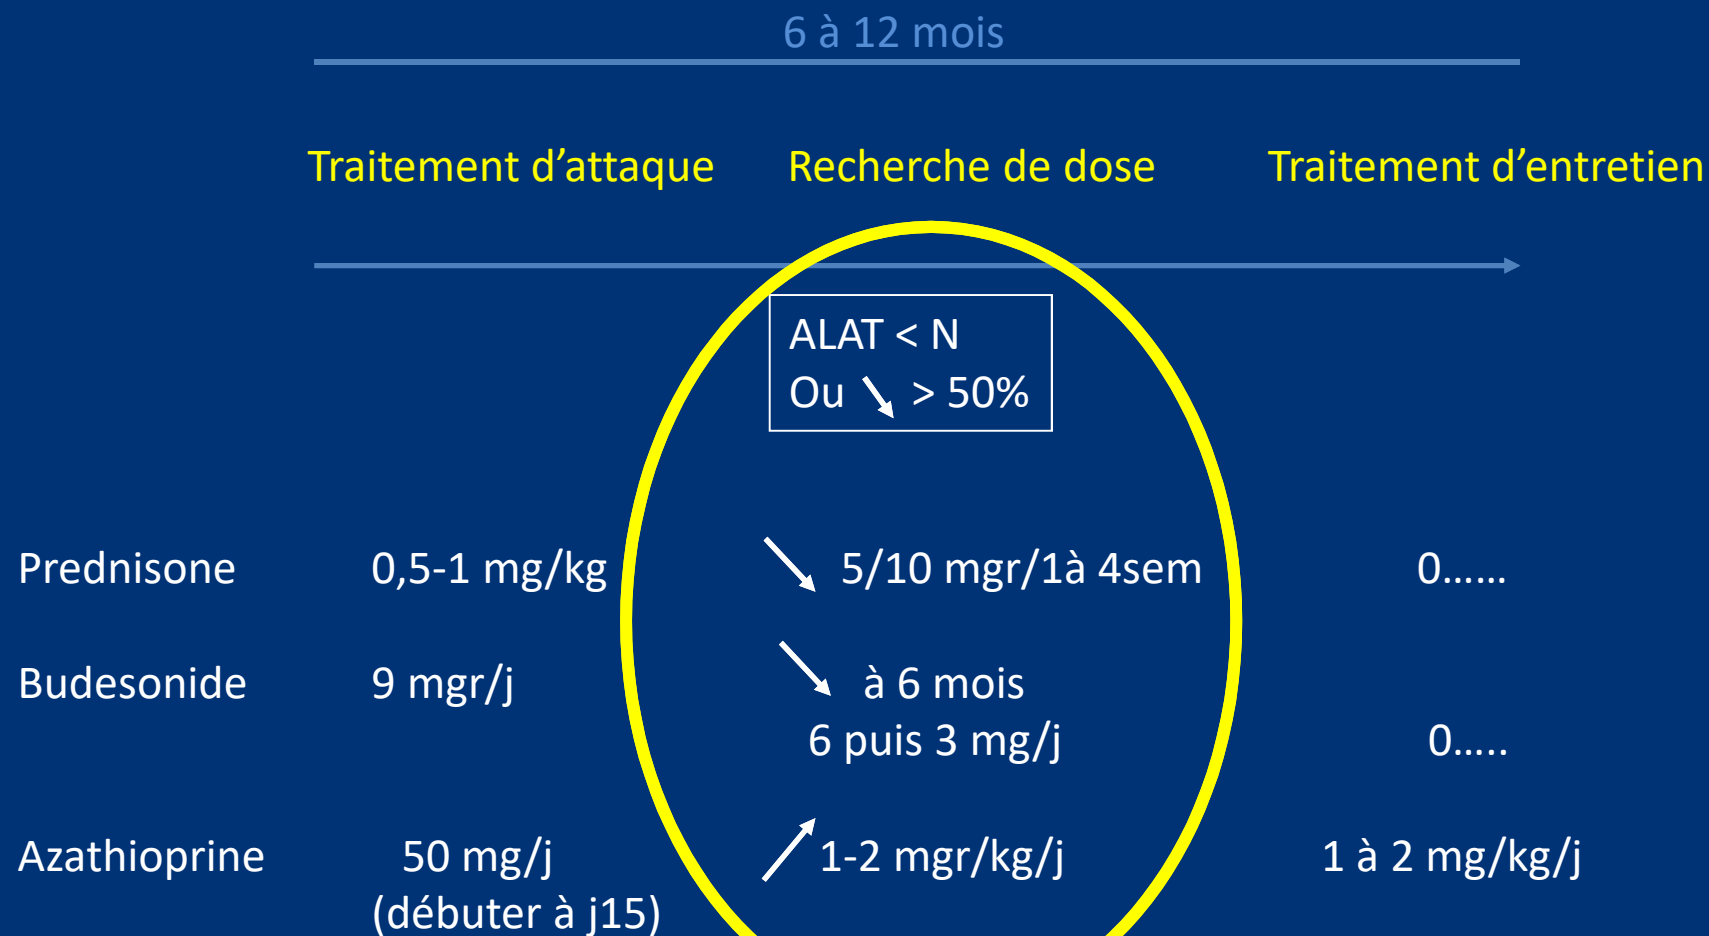 6 à 12 mois
Traitement d’attaque Recherche de dose Traitement d’entretien
ALAT < N
Ou > 50%
Prednisone 0,5-1 mg/kg 5/10 mgr/1à 4sem 0……
Budesonide 9 mgr/j à 6 mois
6 puis 3 mg/j 0…..
Azathioprine 50 mg/j 1-2 mgr/kg/j 1 à 2 mg/kg/j
(débuter à j15)